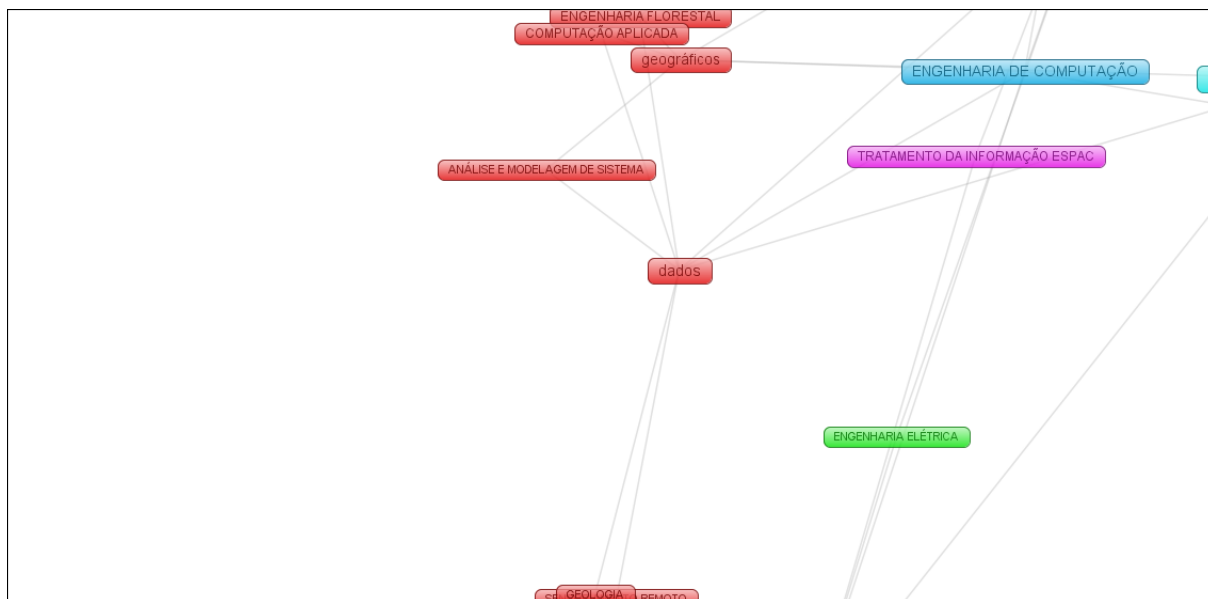 ENGENHARIA FLORESTAL
COMPUTAÇÃO APLICADA
geográficos
ENGENHARIA DE COMPUTAÇÃO
TRATAMENTO DA INFORMAÇÃO ESPAC
ANÁLISE E MODELAGEM DE SISTEMA
dados
ENGENHARIA ELÉTRICA
GEOLOGIA
REMOTO